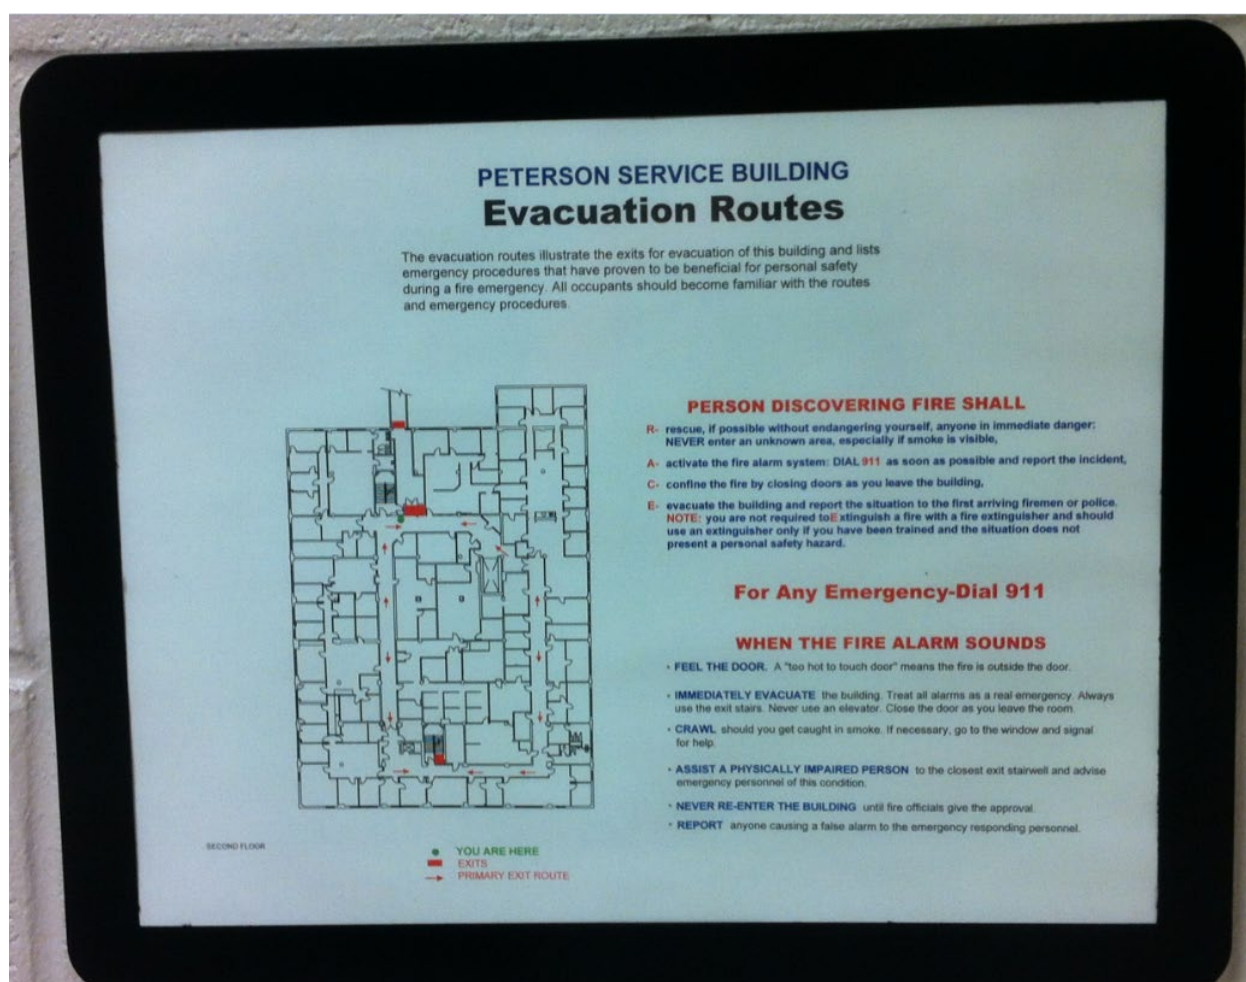 PETERSON SERVICE BUILDING
Evacuation Routes
The evacuation routes illustrate the exits for evacuation of this building and lists
emergency procedures that have proven to be beneficial for personal safety
during a fire emergency. All occupants should become familiar with the routes
and emergency procedures.
PERSON DISCOVERING FIRE SHALL
R- rescue, if possible without endangering yourself, anyone in immediate danger;
NEVER enter an unknown area, especially if smoke is visible,
A- activate the fire alarm system: DIAL 911 as soon as possible and report the incident,
C- confine the fire by closing doors as you leave the building,
E- evacuate the building and report the situation to the first arriving firemen or police.
NOTE: you are not required toExtinguish a fire with a fire extinguisher and should
use an extinguisher only if you have been trained and the situation does not
present a personal safety hazard.
For Any Emergency-Dial 911
WHEN THE FIRE ALARM SOUNDS
• FEEL THE DOOR. A "too hot to touch door" means the fire is outside the door.
• IMMEDIATELY EVACUATE the building. Treat all alarms as a real emergency. Always
use the exit stairs. Never use an elevator. Close the door as you leave the room.
• CRAWL should you get caught in smoke. If necessary, go to the window and signal
for help.
• ASSIST A PHYSICALLY IMPAIRED PERSON to the closest exit stairwell and advise
emergency personnel of this condition.
• NEVER RE-ENTER THE BUILDING until fire officials give the approval.
• REPORT anyone causing a false alarm to the emergency responding personnel.
SECOND FLOOR
YOU ARE HERE
EXITS
PRIMARY EXIT ROUTE